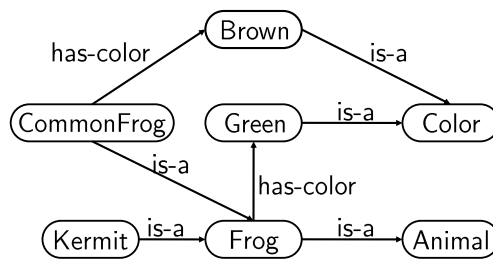 Brown
has-color
is-a
CommonFrog
Green
is-a
Color
is-a
has-color
Kermit
is-a
Frog
is-a
Animal